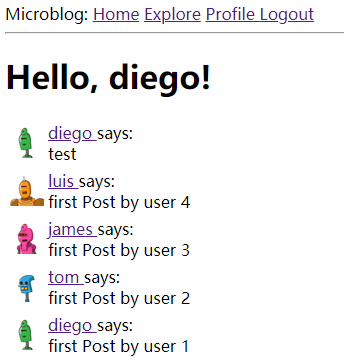 Microblog: Home Explore Profile Logout
Hello, diego!
diego says:
test
luis says:
first Post by user 4
james says:
first Post by user 3
tom says:
first Post by user 2
diego says:
first Post by user 1